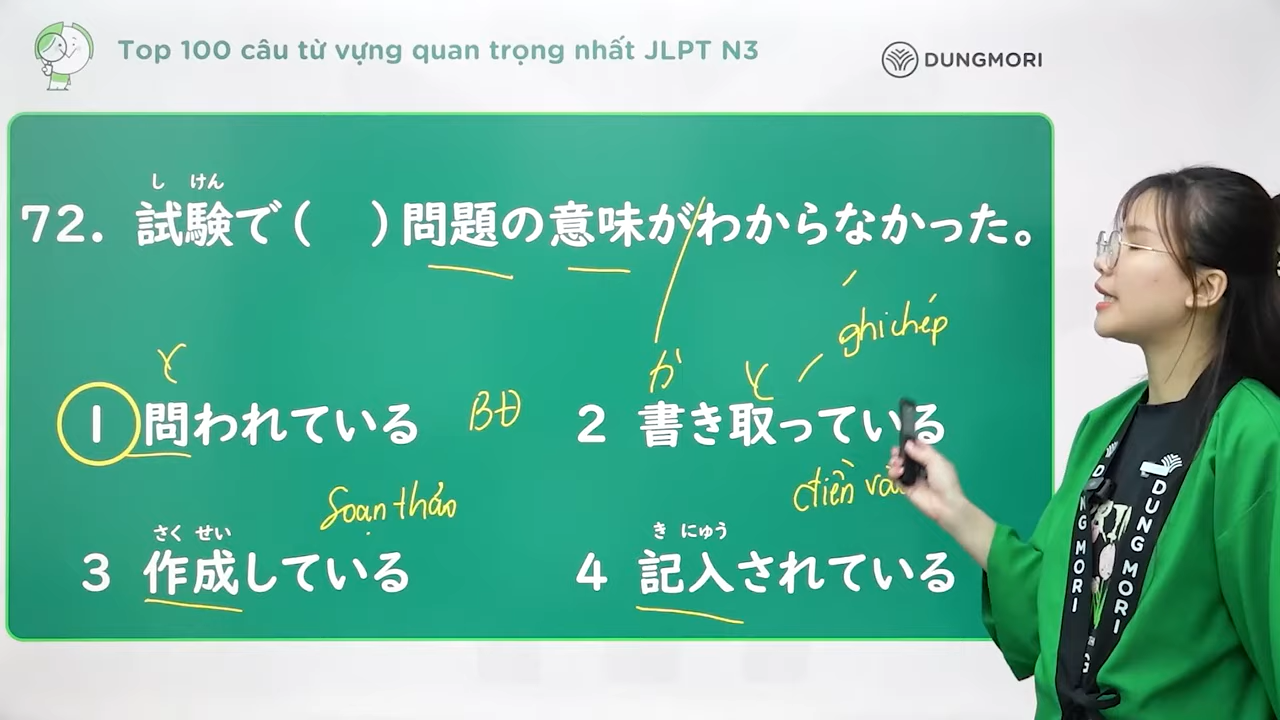 Top 100 câu từ vựng quan trọng nhất JLPT N3
DUNGMORI
し けん
72. 試験で( )問題の意味がわからなかった。
ghi chép
と
か
と
1 問われている
BĐ
2 書き取っている
Soạn thảo
điền
さく せい
き にゅう
3 作成している
4 記入されている
DUNG MORI
DUNG MORI